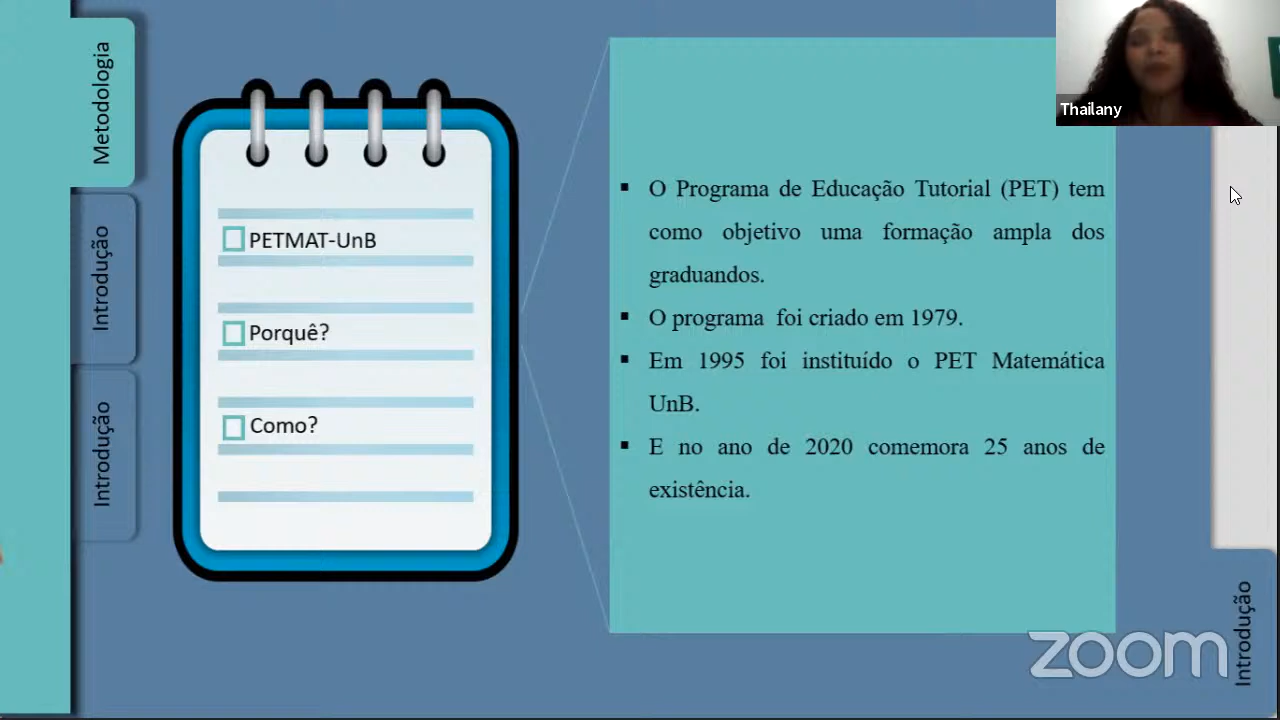 Metodologia
Introdução
Introdução
PETMAT-UnB
Porquê?
Como?
▪ O Programa de Educação Tutorial (PET) tem
como objetivo uma formação ampla dos
graduandos.
▪ O programa foi criado em 1979.
▪ Em 1995 foi instituído o PET Matemática
UnB.
▪ E no ano de 2020 comemora 25 anos de
existência.
Thailany
Introdução
zoom